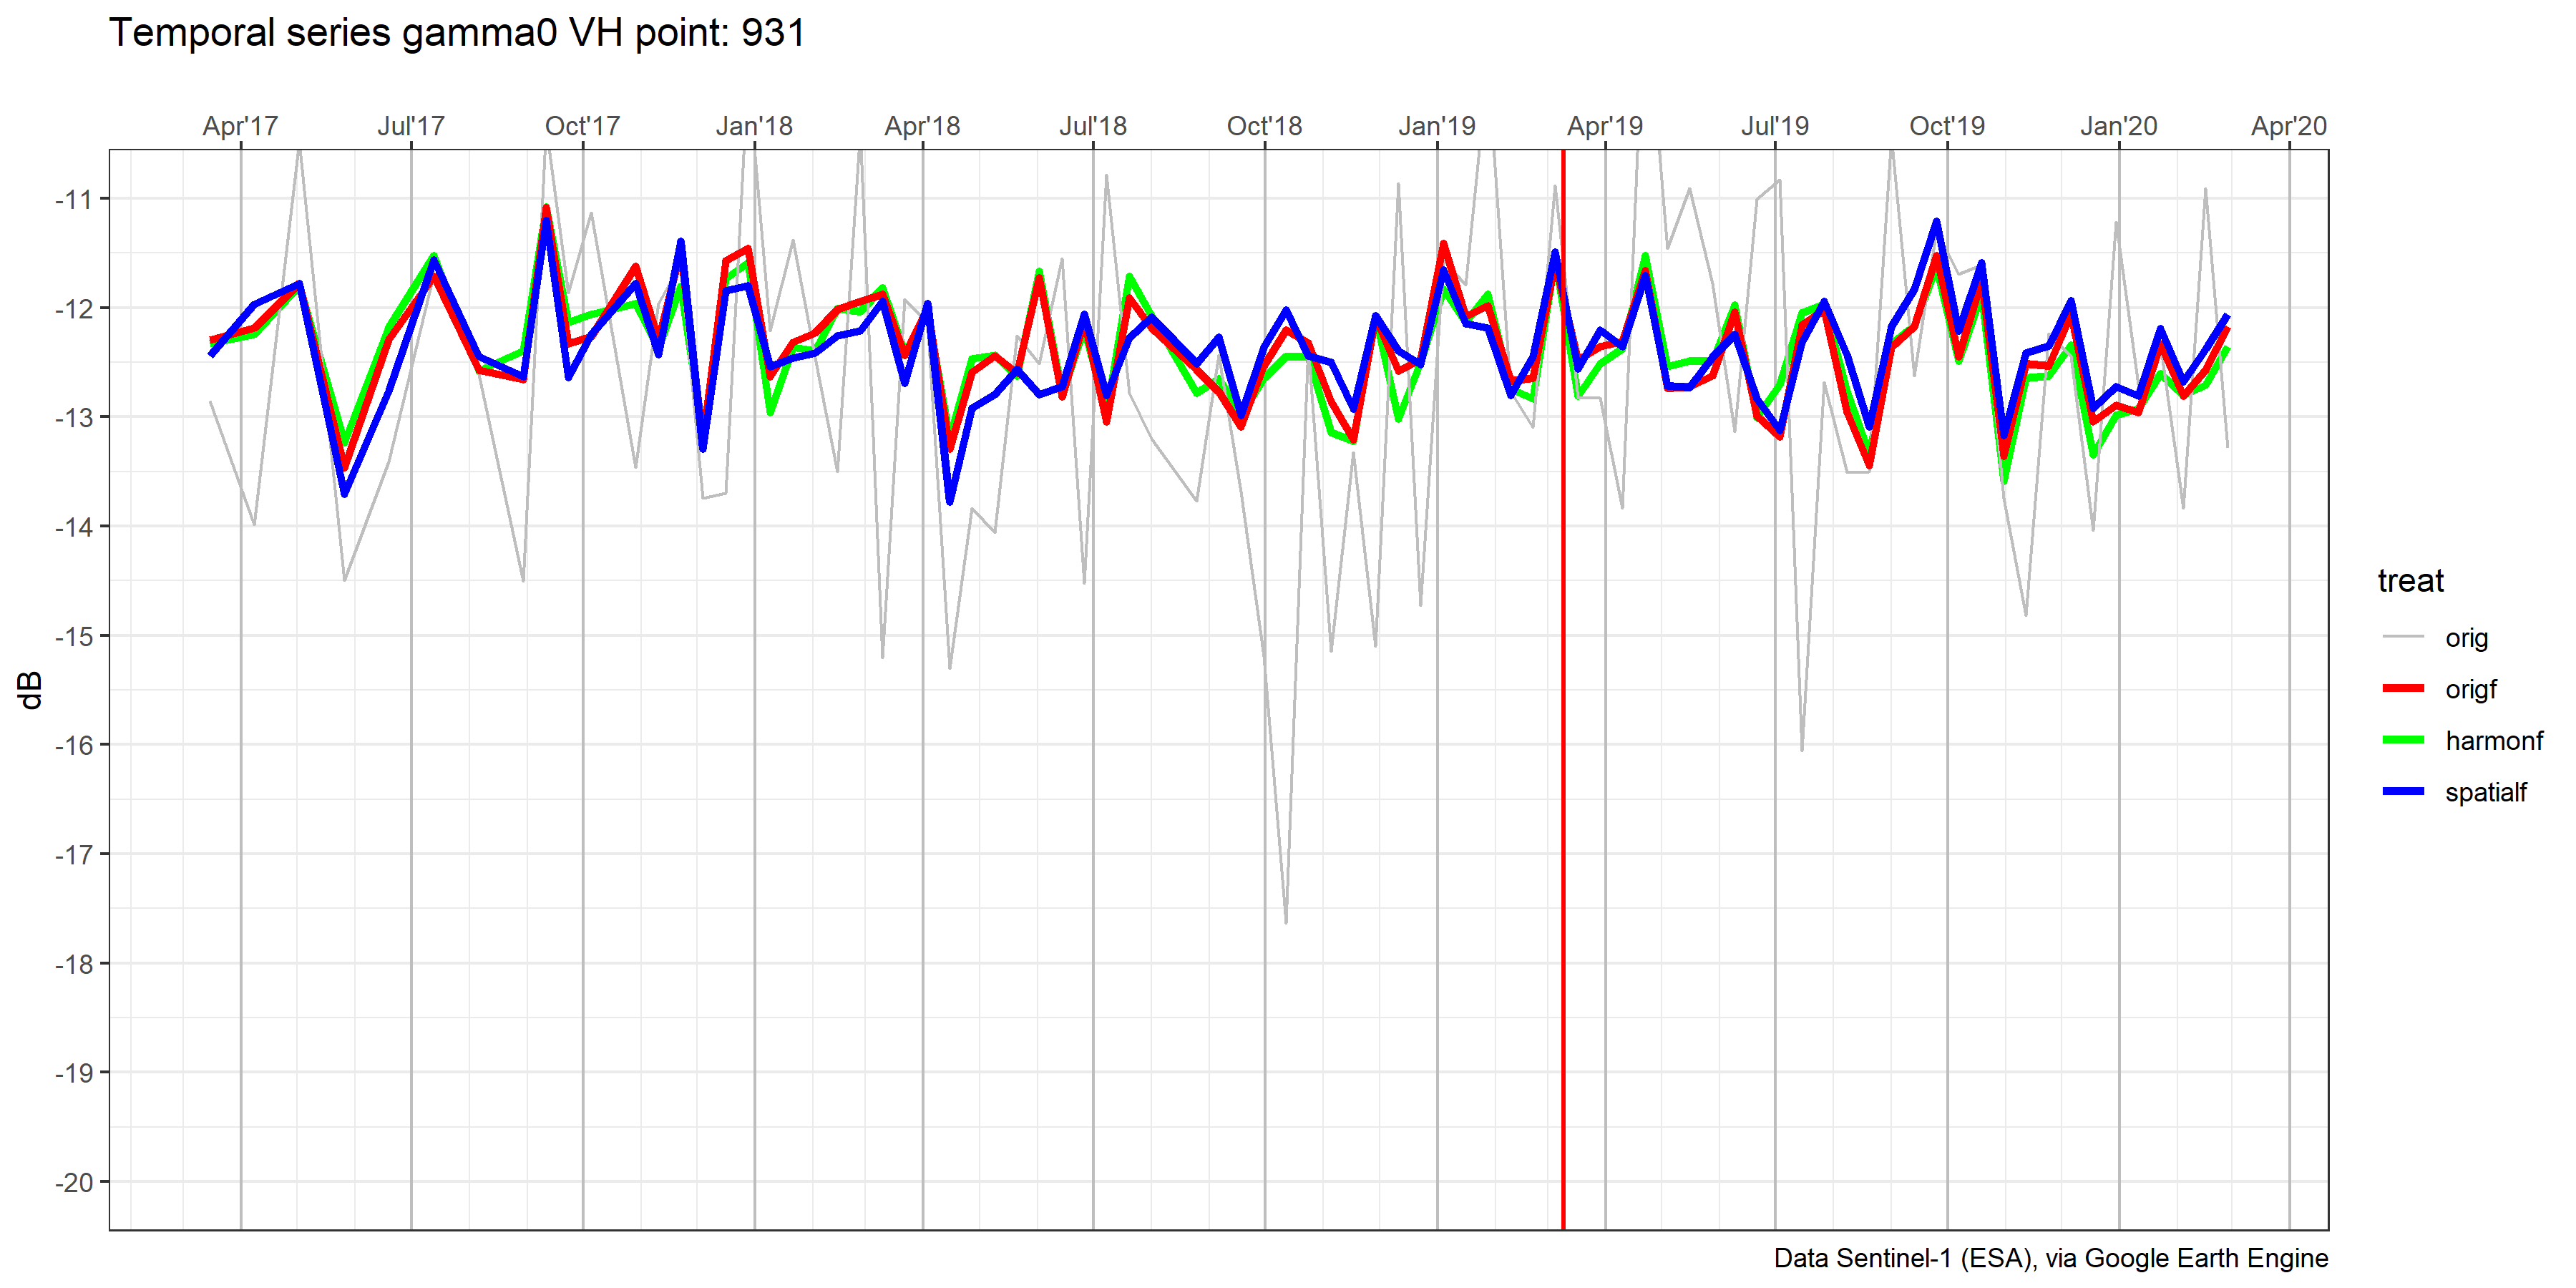 Temporal series gamma0 VH point: 931
Apr'17 Jul'17 Oct'17 Jan'18 Apr'18 Jul'18 Oct'18 Jan'19 Apr'19 Jul'19 Oct'19 Jan'20 Apr'20
-11
-12
-13
-14
-15
-16
-17
-18
-19
-20
dB
treat
orig
origf
harmonf
spatialf
Data Sentinel-1 (ESA), via Google Earth Engine